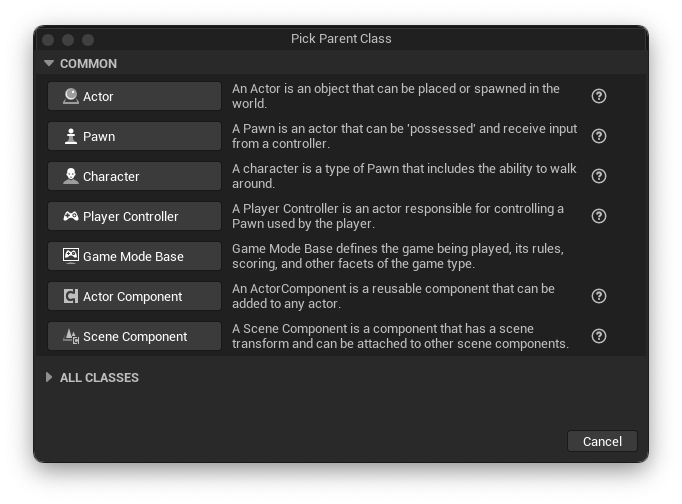 Pick Parent Class
COMMON
Actor
An Actor is an object that can be placed or spawned in the
world.
Pawn
A Pawn is an actor that can be 'possessed' and receive input
from a controller.
Character
A character is a type of Pawn that includes the ability to walk
around.
Player Controller
A Player Controller is an actor responsible for controlling a
Pawn used by the player.
Game Mode Base
Game Mode Base defines the game being played, its rules,
scoring, and other facets of the game type.
Actor Component
An ActorComponent is a reusable component that can be
added to any actor.
Scene Component
A Scene Component is a component that has a scene
transform and can be attached to other scene components.
ALL CLASSES
Cancel